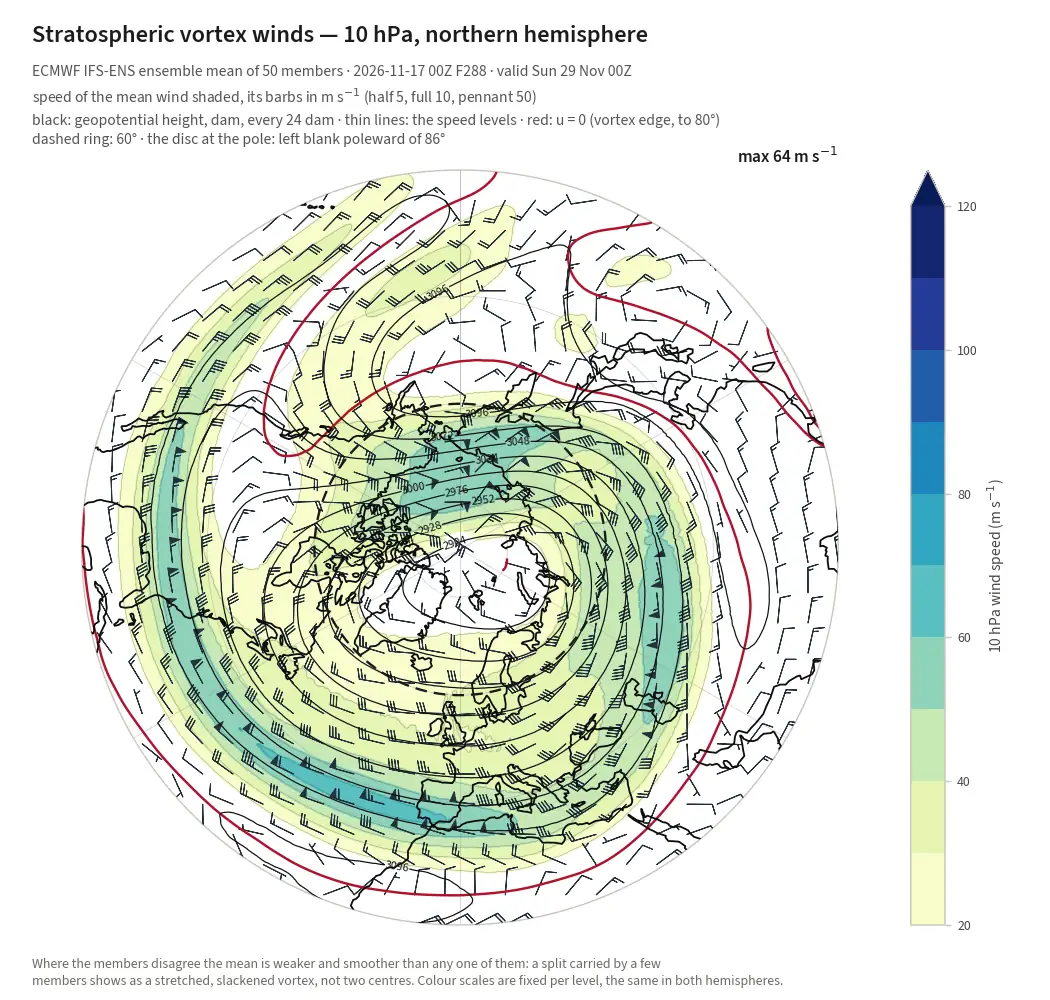 Stratospheric vortex winds — 10 hPa, northern hemisphere
ECMWF IFS-ENS ensemble mean of 50 members · 2026-11-17 00Z F288 · valid Sun 29 Nov 00Z
speed of the mean wind shaded, its barbs in m s⁻¹ (half 5, full 10, pennant 50)
black: geopotential height, dam, every 24 dam · thin lines: the speed levels · red: u = 0 (vortex edge, to 80°)
dashed ring: 60° · the disc at the pole: left blank poleward of 86°
max 64 m s⁻¹
120
100
80
60
40
20
10 hPa wind speed (m s⁻¹)
3096
3096
3048
3000
2976
2952
2928
3096
Where the members disagree the mean is weaker and smoother than any one of them: a split carried by a few
members shows as a stretched, slackened vortex, not two centres. Colour scales are fixed per level, the same in both hemispheres.